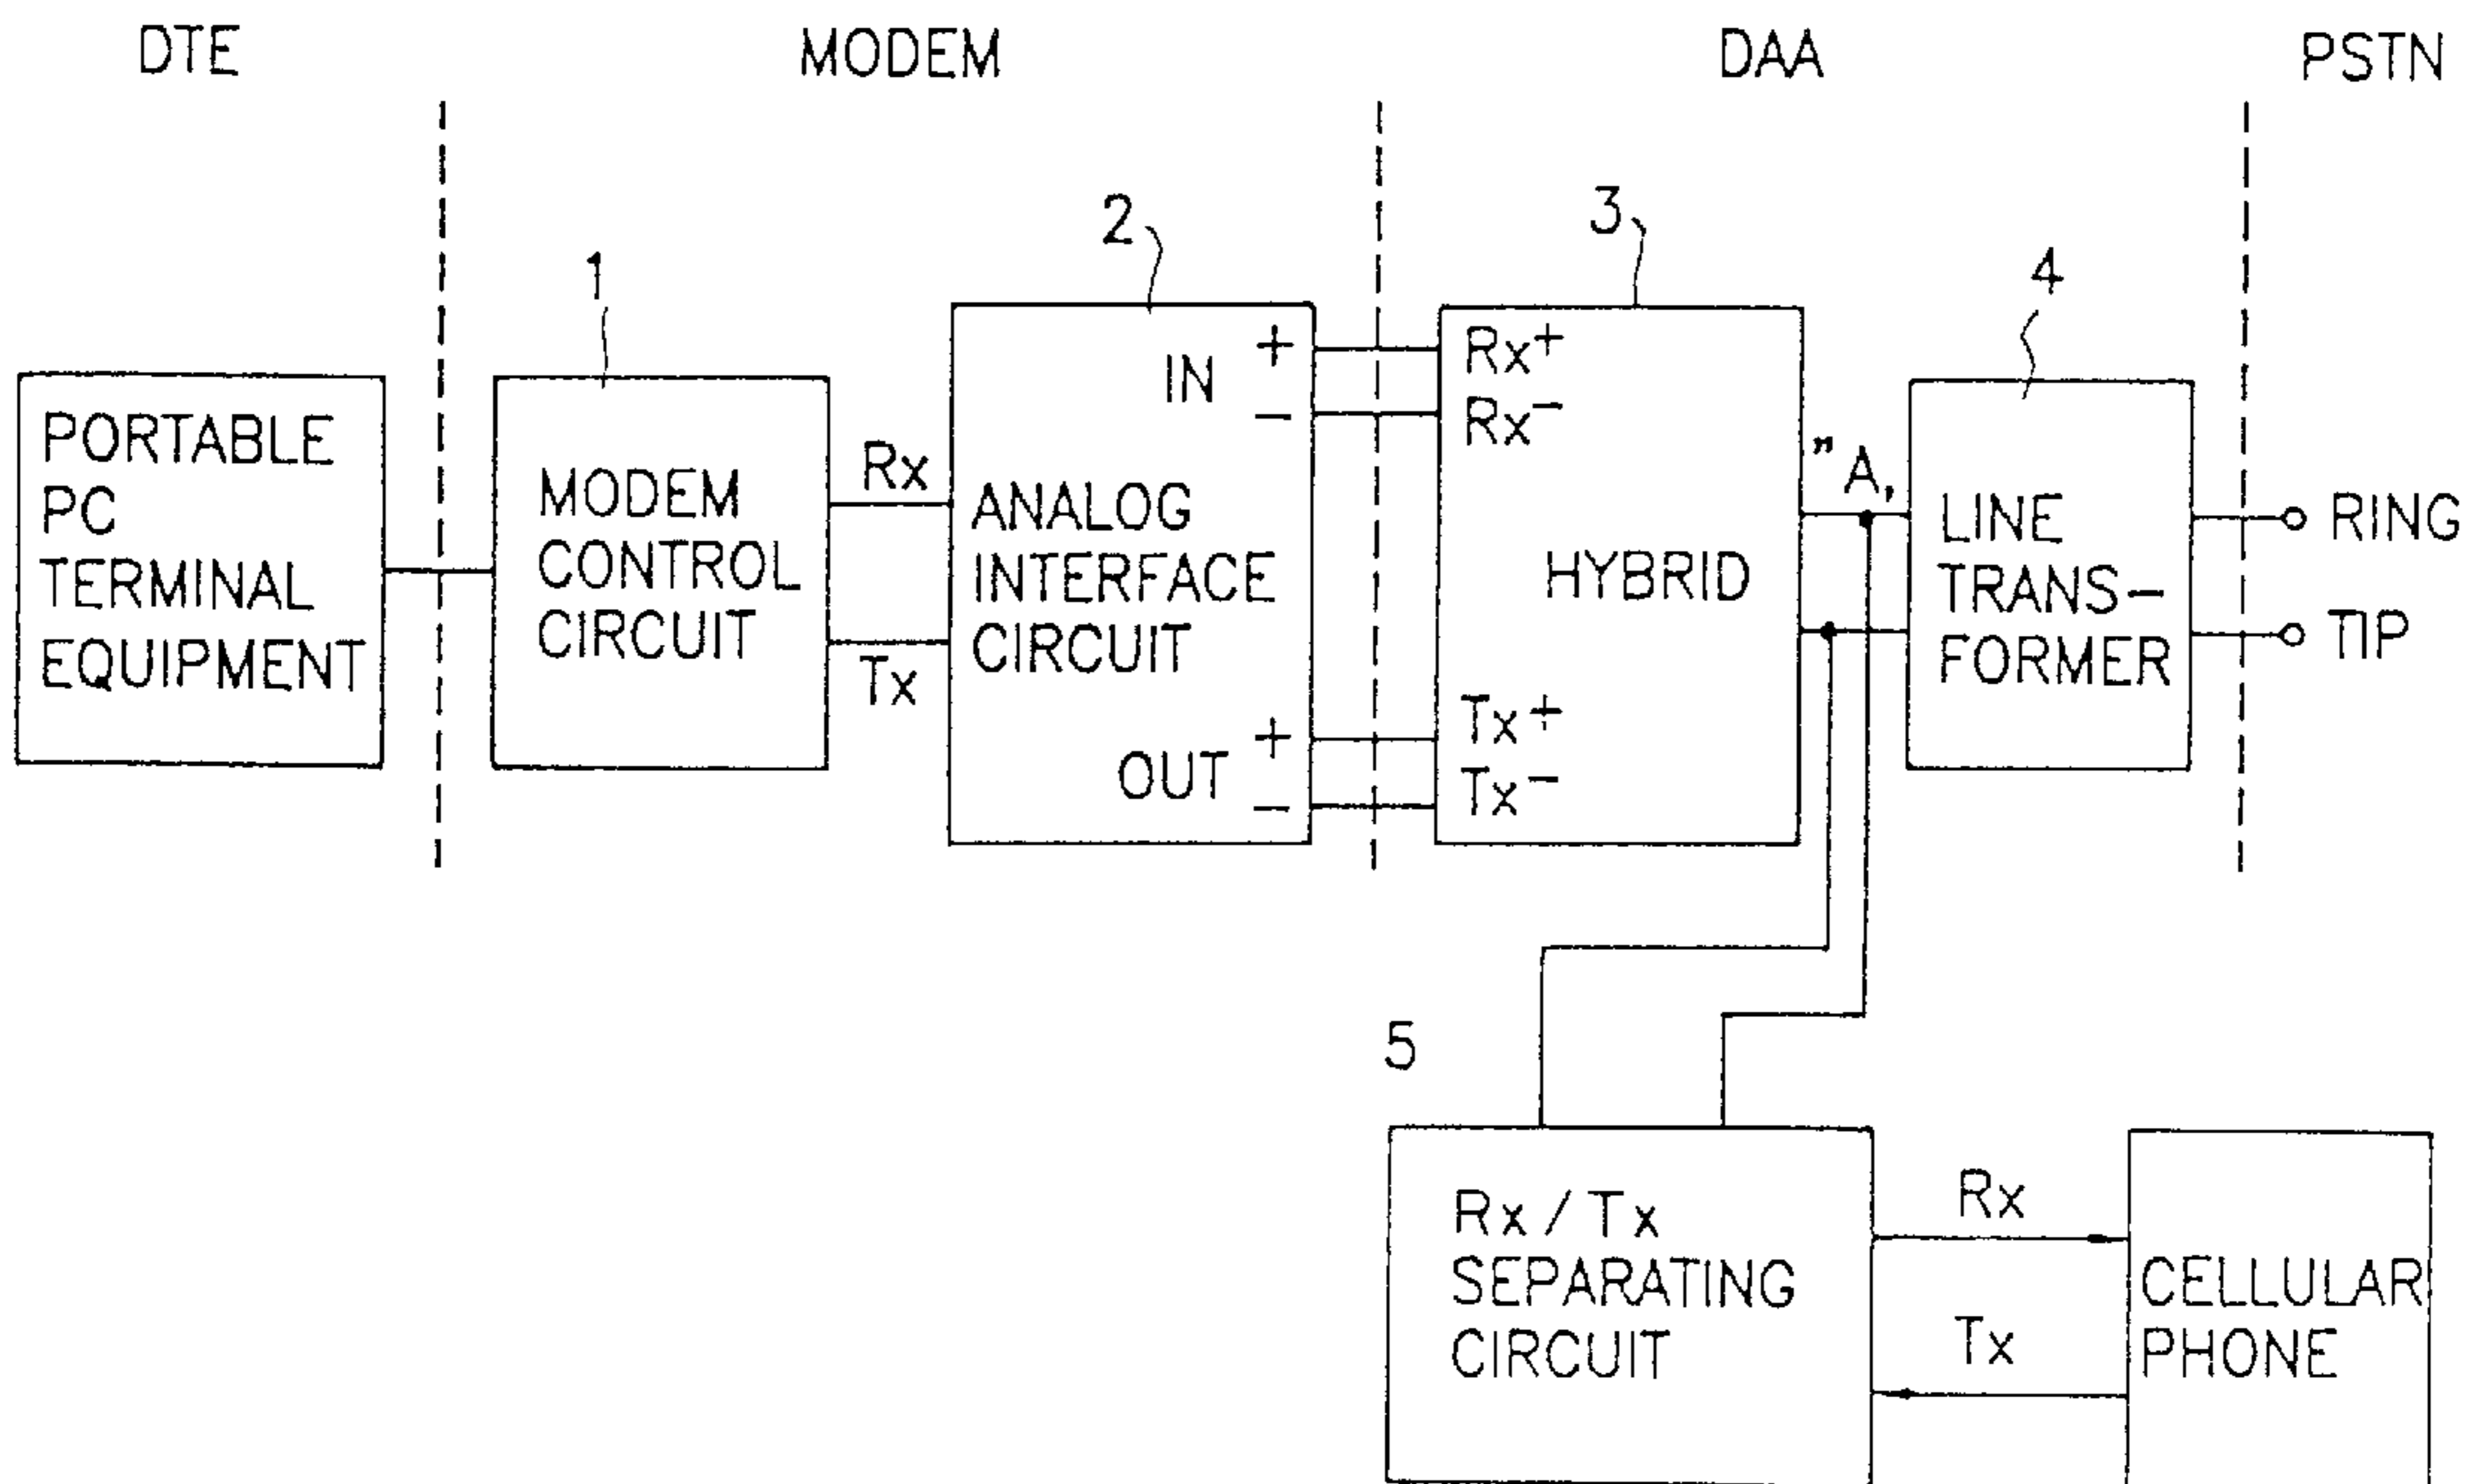 DTE
MODEM
DAA
PSTN
1
2
3
4
PORTABLE
PC
TERMINAL
EQUIPMENT
MODEM
CONTROL
CIRCUIT
Rx
Tx
IN
+
−
ANALOG
INTERFACE
CIRCUIT
OUT
+
−
Rx+
Rx−
HYBRID
Tx+
Tx−
"A,
LINE
TRANS−
FORMER
RING
TIP
5
Rx / Tx
SEPARATING
CIRCUIT
Rx
Tx
CELLULAR
PHONE